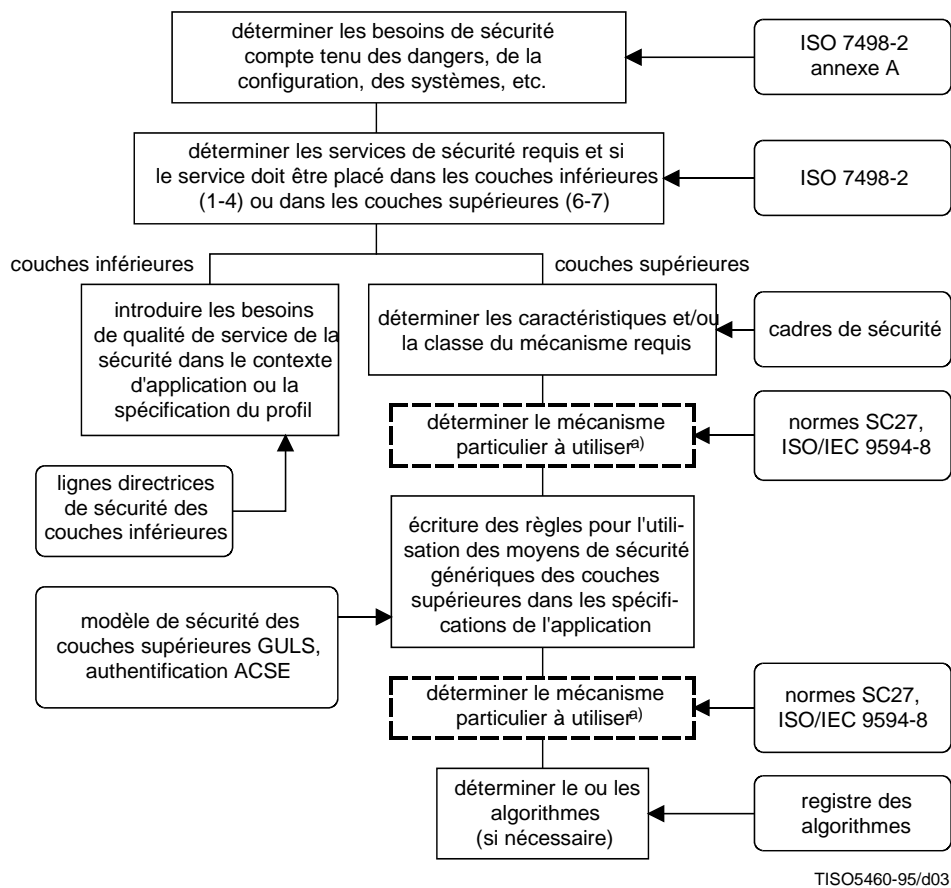 déterminer les besoins de sécurité
compte tenu des dangers, de la
configuration, des systèmes, etc.
ISO 7498-2
annexe A
déterminer les services de sécurité requis et si
le service doit être placé dans les couches inférieures
(1-4) ou dans les couches supérieures (6-7)
ISO 7498-2
couches inférieures
couches supérieures
introduire les besoins
de qualité de service de la
sécurité dans le contexte
d'application ou la
spécification du profil
déterminer les caractéristiques et/ou
la classe du mécanisme requis
cadres de sécurité
déterminer le mécanisme
particulier à utilisera)
normes SC27,
ISO/IEC 9594-8
lignes directrices
de sécurité des
couches inférieures
écriture des règles pour l'utili-
sation des moyens de sécurité
génériques des couches
supérieures dans les spécifi-
cations de l'application
modèle de sécurité des
couches supérieures GULS,
authentification ACSE
déterminer le mécanisme
particulier à utilisera)
normes SC27,
ISO/IEC 9594-8
déterminer le ou les
algorithmes
(si nécessaire)
registre des
algorithmes
TISO5460-95/d03